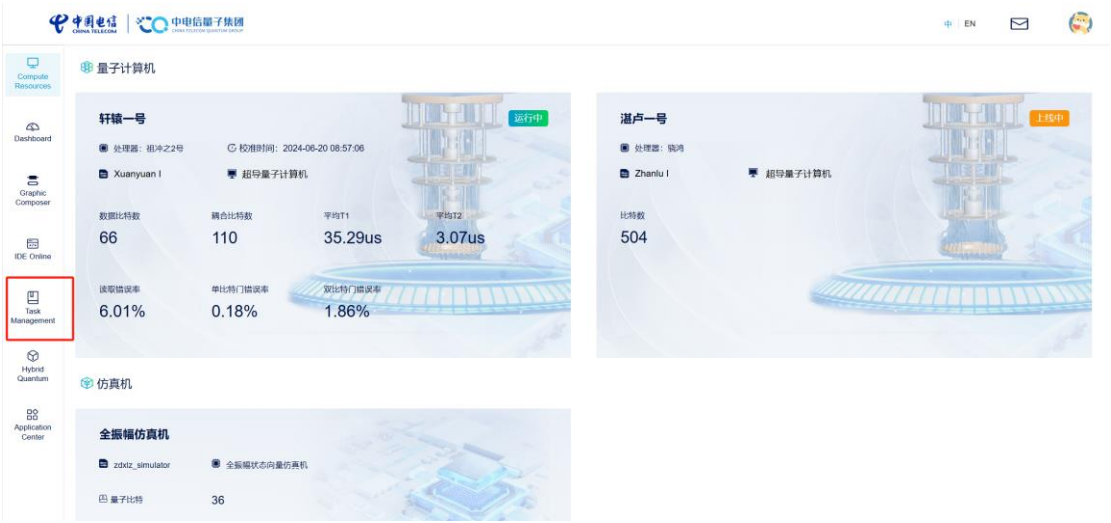 中国电信
CHINA TELECOM
中电信量子集团
CHINA TELECOM QUANTUM GROUP
中 | EN
Compute
Resources
Dashboard
Graphic
Composer
IDE Online
Task
Management
Hybrid
Quantum
Application
Center
量子计算机
轩辕一号
运行中
处理器：祖冲之2号
校准时间：2024-06-20 08:57:06
Xuanyuan I
超导量子计算机
数据比特数
耦合比特数
平均T1
平均T2
66
110
35.29us
3.07us
读取错误率
单比特门错误率
双比特门错误率
6.01%
0.18%
1.86%
湛卢一号
上线中
处理器：骁鸿
Zhanlu I
超导量子计算机
比特数
504
仿真机
全振幅仿真机
zdxlz_simulator
全振幅状态向量仿真机
量子比特
36